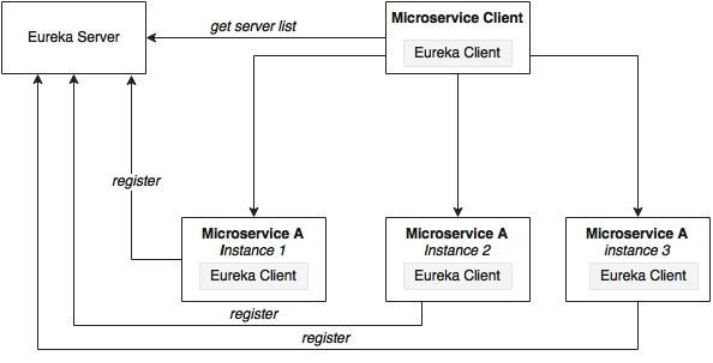 Eureka Server
get server list
Microservice Client
Eureka Client
register
Microservice A
Instance 1
Eureka Client
Microservice A
Instance 2
Eureka Client
Microservice A
instance 3
Eureka Client
register
register